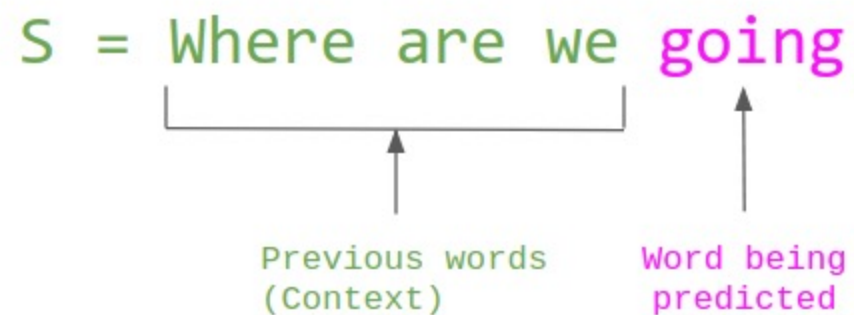 S = Where are we going
Previous words
(Context)
Word being
predicted